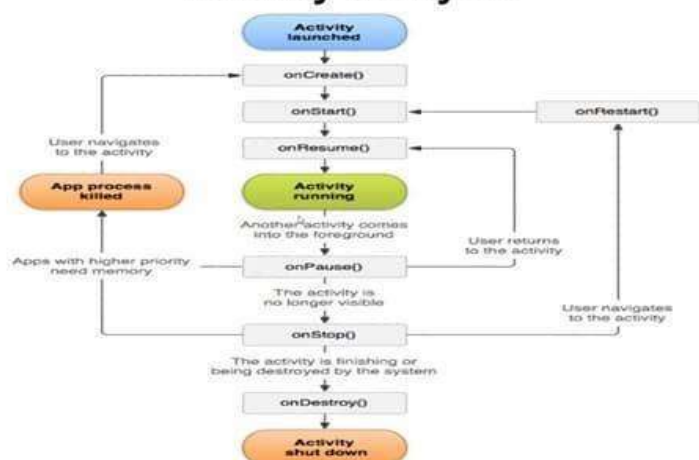 Activity
launched
onCreate()
onStart()
onRestart()
onResume()
User navigates
to the activity
App process
killed
Activity
running
Another activity comes
into the foreground
User returns
to the activity
Apps with higher priority
need memory
onPause()
The activity is
no longer visible
User navigates
to the activity
onStop()
The activity is finishing or
being destroyed by the system
onDestroy()
Activity
shut down